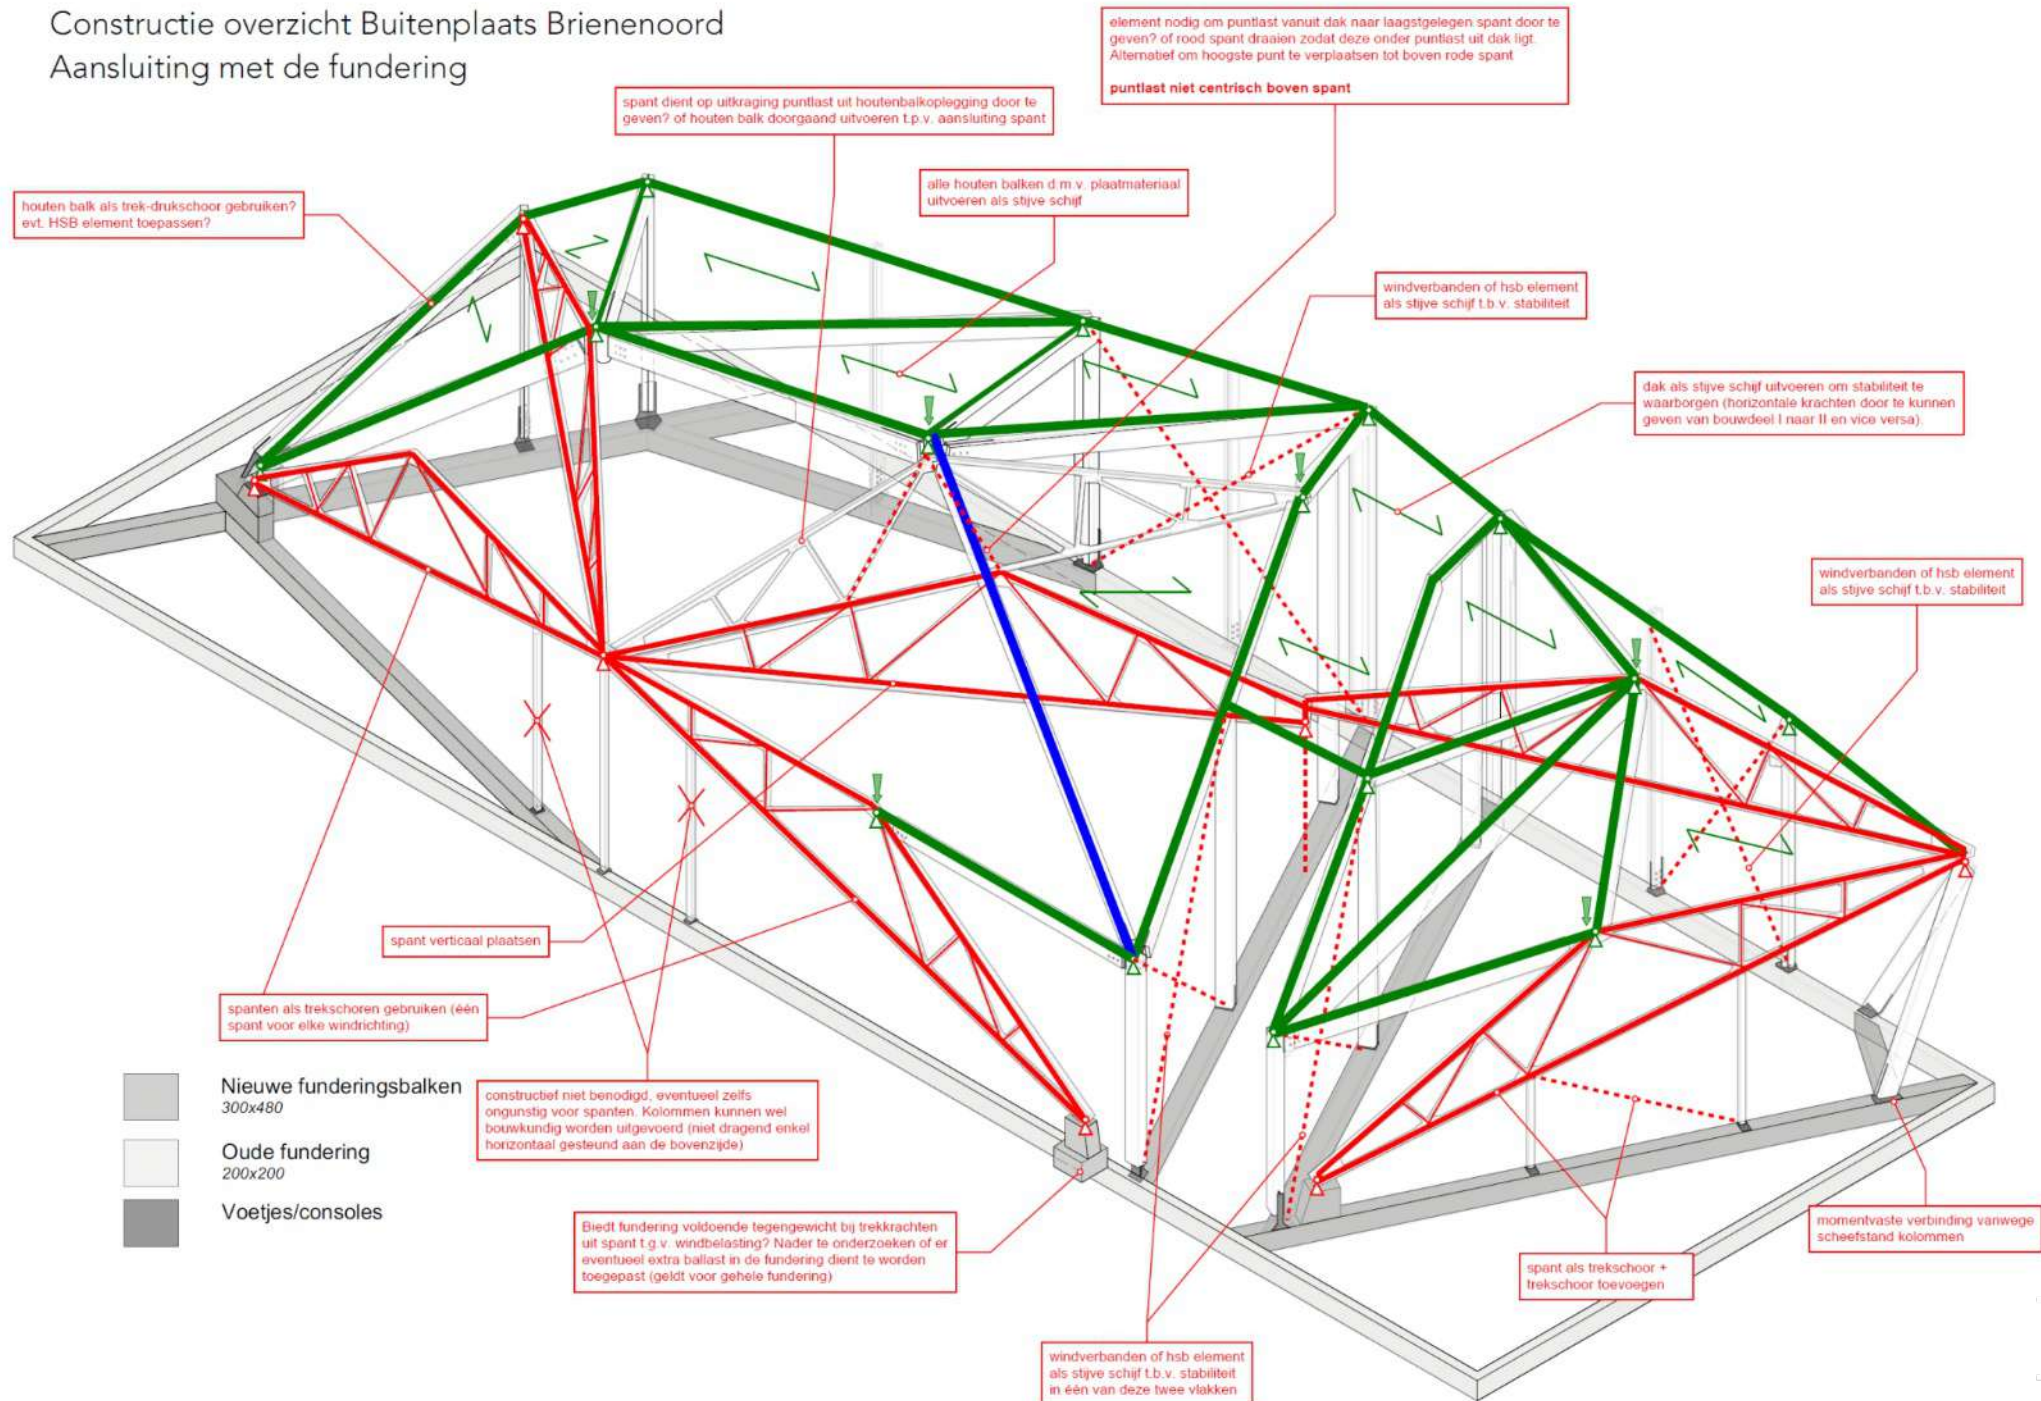 Constructie overzicht Buitenplaats Brienenoord
Aansluiting met de fundering
element nodig om puntlast vanuit dak naar laagstgelegen spant door te
geven? of rood spant draaien zodat deze onder puntlast uit dak ligt.
Alternatief om hoogste punt te verplaatsen tot boven rode spant
puntlast niet centrisch boven spant
spant dient op uitkraging puntlast uit houtenbalkoplegging door te
geven? of houten balk doorgaand uitvoeren t.p.v. aansluiting spant
alle houten balken d.m.v. plaatmateriaal
uitvoeren als stijve schijf
houten balk als trek-drukschoor gebruiken?
evt. HSB element toepassen?
windverbanden of hsb element
als stijve schijf t.b.v. stabiliteit
dak als stijve schijf uitvoeren om stabiliteit te
waarborgen (horizontale krachten door te kunnen
geven van bouwdeel I naar II en vice versa).
windverbanden of hsb element
als stijve schijf t.b.v. stabiliteit
spant verticaal plaatsen
spanten als trekschoren gebruiken (één
spant voor elke windrichting)
Nieuwe funderingsbalken
300x480
Oude fundering
200x200
Voetjes/consoles
constructief niet benodigd, eventueel zelfs
ongunstig voor spanten. Kolommen kunnen wel
bouwkundig worden uitgevoerd (niet dragend enkel
horizontaal gesteund aan de bovenzijde)
Biedt fundering voldoende tegengewicht bij trekkrachten
uit spant t.g.v. windbelasting? Nader te onderzoeken of er
eventueel extra ballast in de fundering dient te worden
toegepast (geldt voor gehele fundering)
momentvaste verbinding vanwege
scheefstand kolommen
spant als trekschoor +
trekschoor toevoegen
windverbanden of hsb element
als stijve schijf t.b.v. stabiliteit
in één van deze twee vlakken